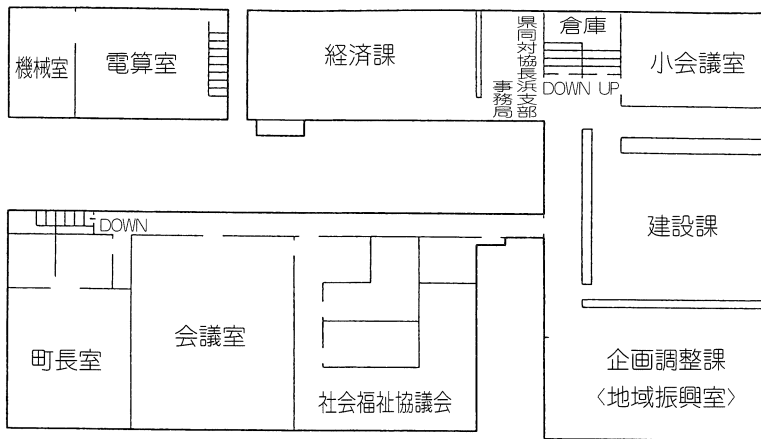 機械室
電算室
経済課
県同対協長浜支部
事務局
倉庫
DOWN UP
小会議室
建設課
企画調整課
〈地域振興室〉
DOWN
町長室
会議室
社会福祉協議会